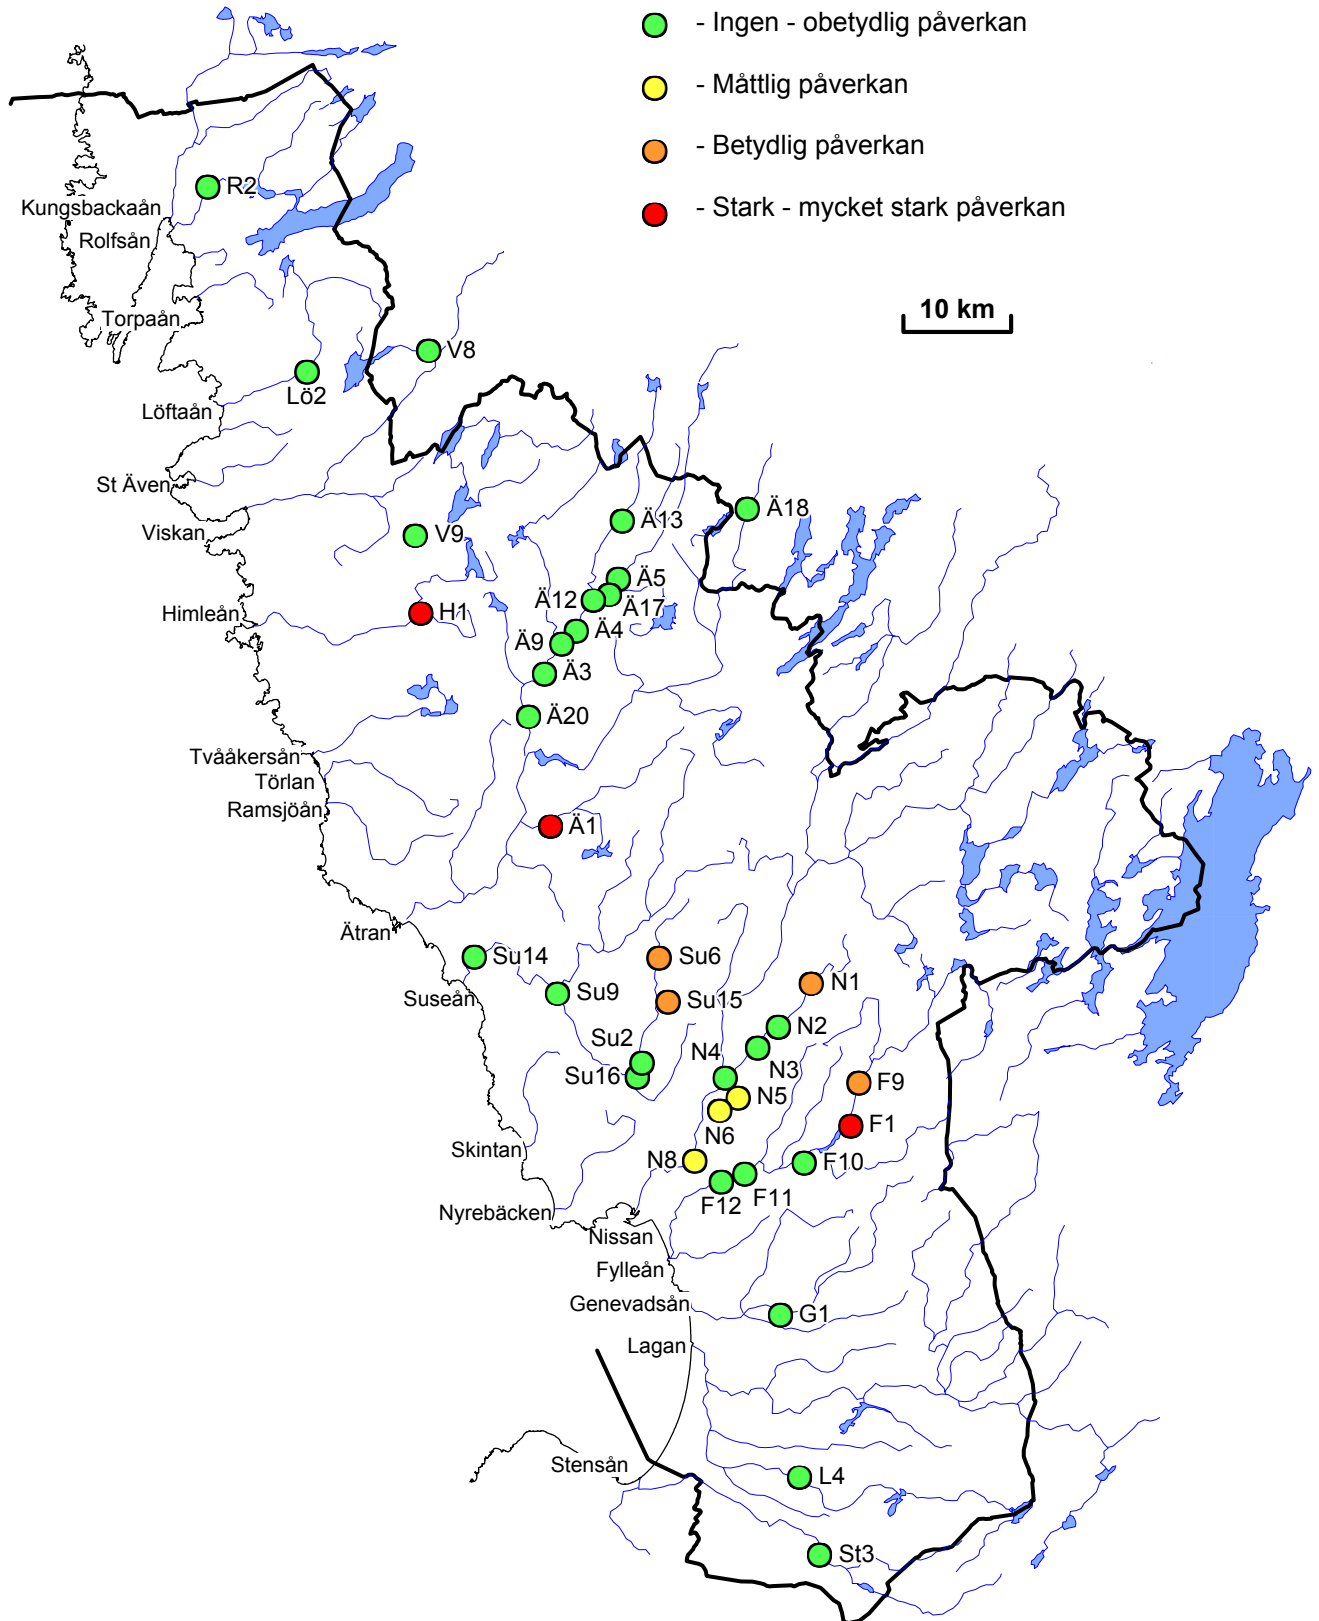 - Ingen - obetydlig påverkan
- Måttlig påverkan
- Betydlig påverkan
- Stark - mycket stark påverkan
10 km
R2
Kungsbackaån
Rolfsån
Torpaån
V8
Lö2
Löftaån
St Även
Viskan
V9
Ä13
Ä18
Ä5
Ä12
Ä17
H1
Himleån
Ä4
Ä9
Ä3
Ä20
Tvååkersån
Törlan
Ramsjöån
Ä1
Ätran
Su14
Su6
Suseån
Su9
Su15
N1
N2
Su2
N4
N3
Su16
N5
F9
N6
F1
Skintan
N8
F10
F11
F12
Nyrebäcken
Nissan
Fylleån
Genevadsån
G1
Lagan
Stensån
L4
St3